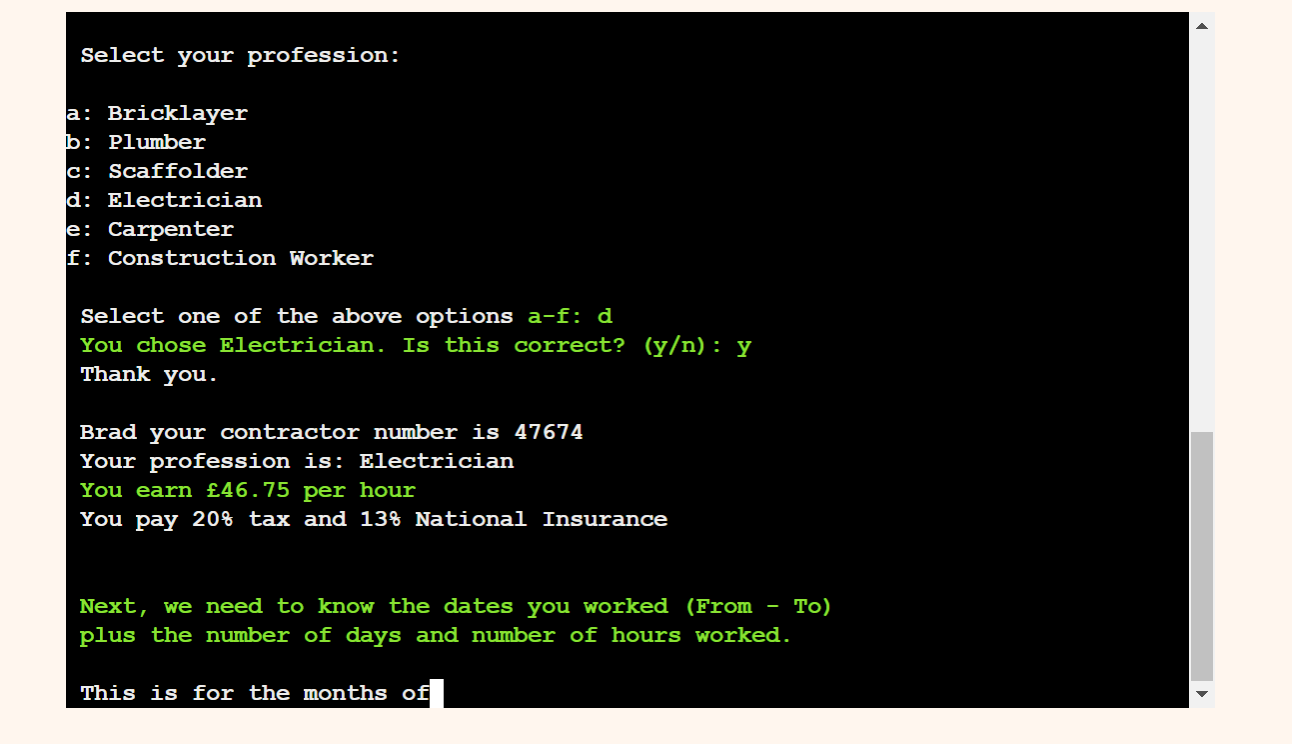 Select your profession:
a: Bricklayer
b: Plumber
c: Scaffolder
d: Electrician
e: Carpenter
f: Construction Worker
Select one of the above options a-f: d
You chose Electrician. Is this correct? (y/n): y
Thank you.
Brad your contractor number is 47674
Your profession is: Electrician
You earn £46.75 per hour
You pay 20% tax and 13% National Insurance
Next, we need to know the dates you worked (From - To)
plus the number of days and number of hours worked.
This is for the months of